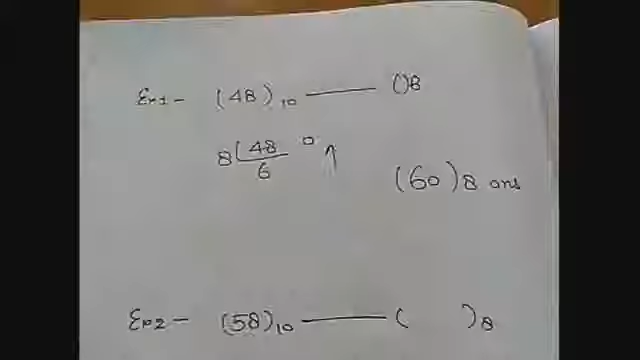 Ex1- (48)10 —— ()8
8(48 0 ↑
6
(60)8 ans
Ex2- (58)10 —— ( )8